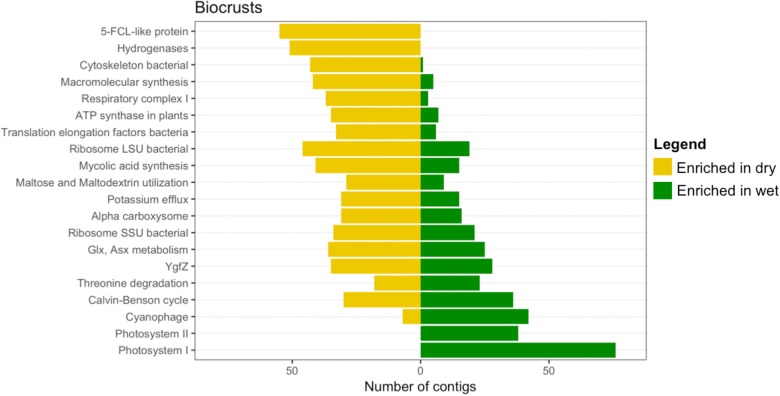 Biocrusts
5-FCL-like protein
Hydrogenases
Cytoskeleton bacterial
Macromolecular synthesis
Respiratory complex I
ATP synthase in plants
Translation elongation factors bacteria
Ribosome LSU bacterial
Mycolic acid synthesis
Maltose and Maltodextrin utilization
Potassium efflux
Alpha carboxysome
Ribosome SSU bacterial
Glx, Asx metabolism
YgfZ
Threonine degradation
Calvin-Benson cycle
Cyanophage
Photosystem II
Photosystem I
50 0 50
Number of contigs
Legend
Enriched in dry
Enriched in wet